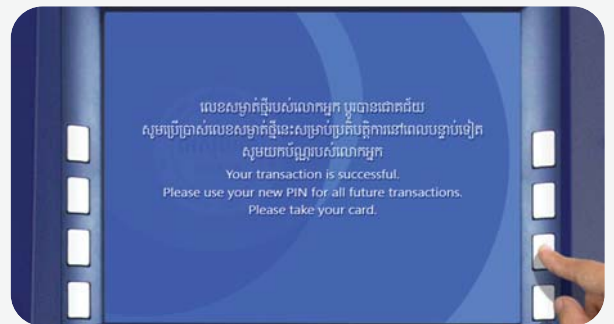 លេខសម្ងាត់ថ្មីរបស់លោកអ្នក ប្តូរបានជោគជ័យ
សូមប្រើប្រាស់លេខសម្ងាត់ថ្មីនេះសម្រាប់ប្រតិបត្តិការនៅពេលបន្ទាប់ទៀត
សូមយកប័ណ្ណរបស់លោកអ្នក
Your transaction is successful.
Please use your new PIN for all future transactions.
Please take your card.